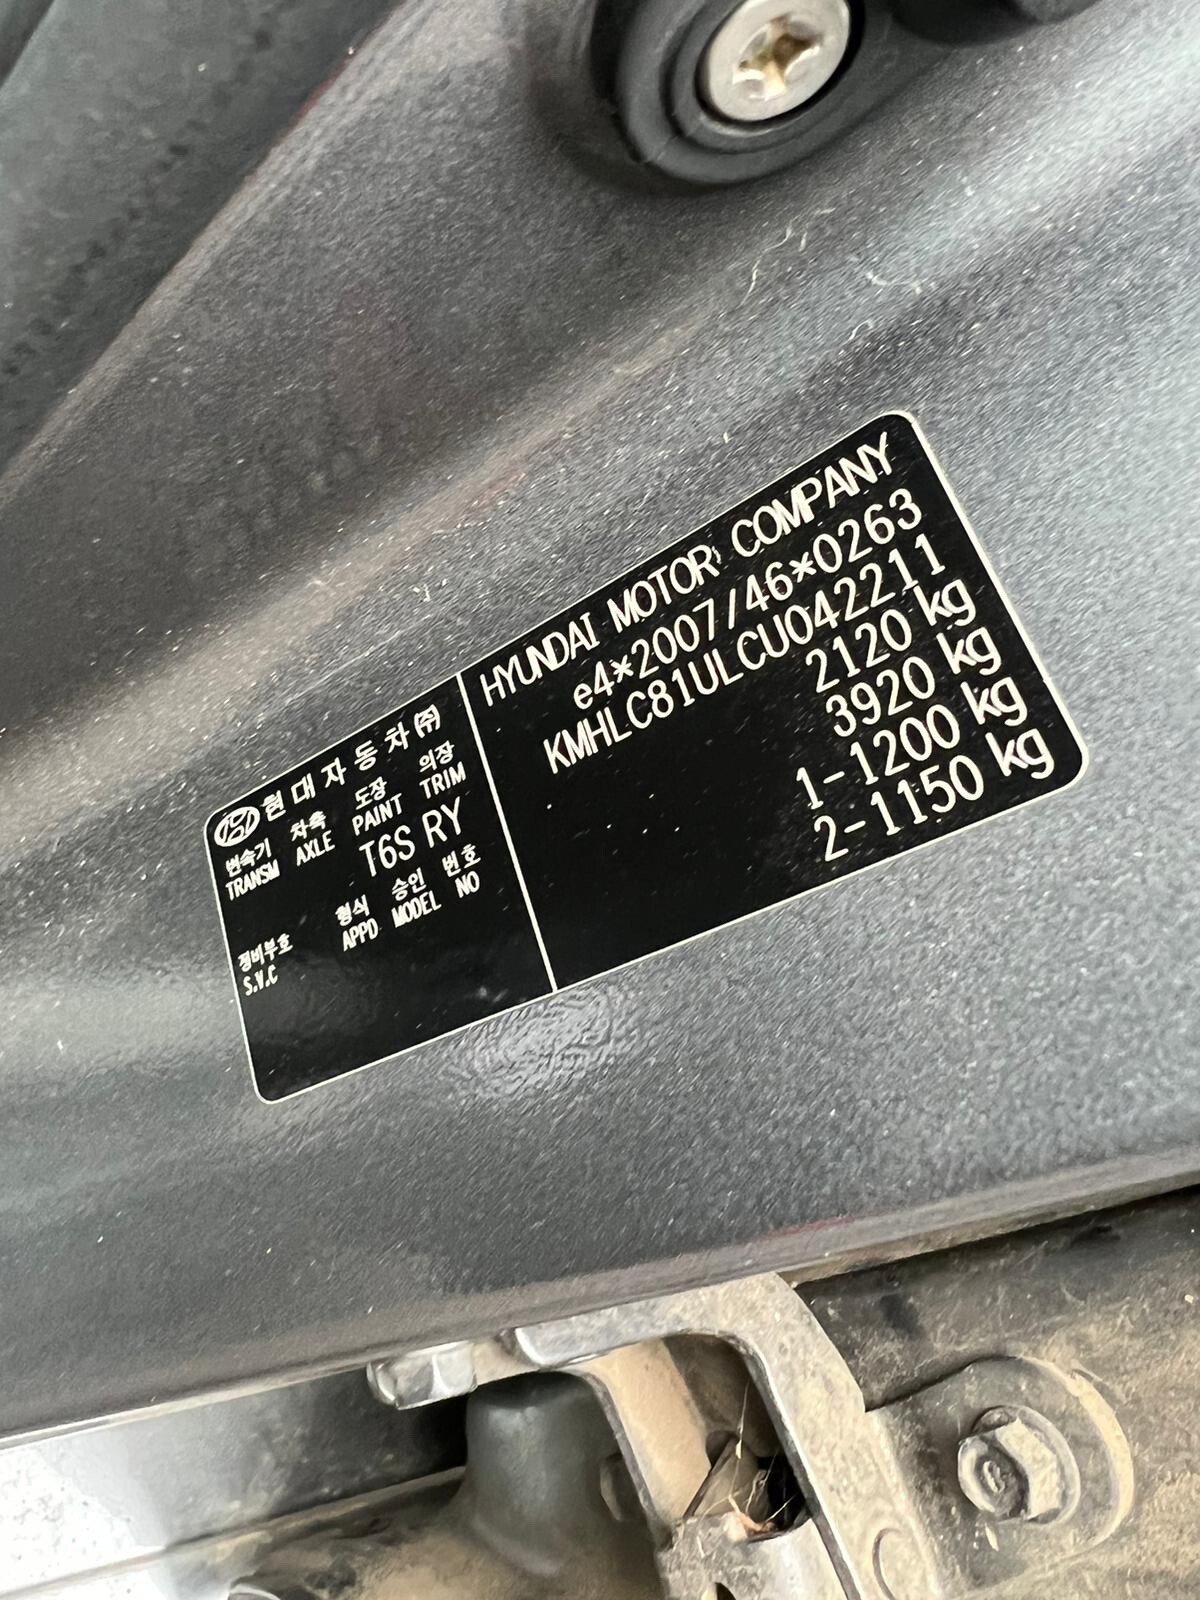 현대자동차(주)
변속기 차축 도장 의장
TRANSM AXLE PAINT TRIM
T6S RY
형식 승인 번호
APPD MODEL NO
정비부호
S.V.C
HYUNDAI MOTOR COMPANY
e4*2007/46*0263
KMHLC81ULCU042211
2120 kg
3920 kg
1-1200 kg
2-1150 kg